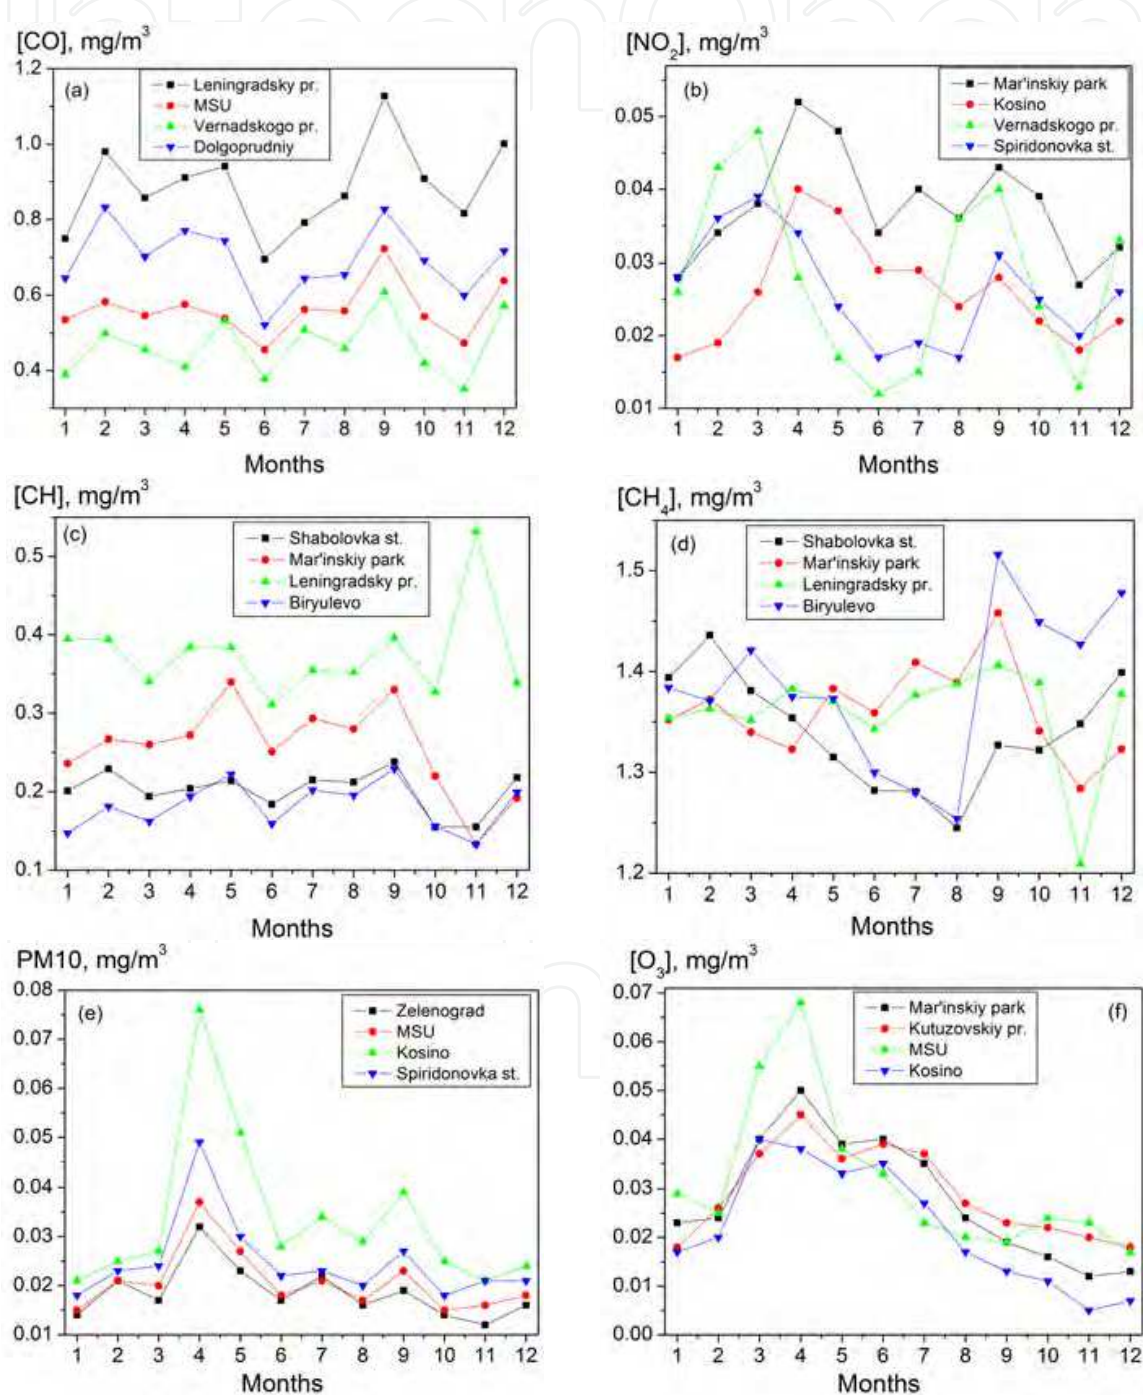 [CO], mg/m³
(a)
Leningradsky pr.
MSU
Vernadskogo pr.
Dolgoprudniy
1.2
1.0
0.8
0.6
0.4
1 2 3 4 5 6 7 8 9 10 11 12
Months
[NO₂], mg/m³
(b)
Mar'inskiy park
Kosino
Vernadskogo pr.
Spiridonovka st.
0.05
0.04
0.03
0.02
0.01
1 2 3 4 5 6 7 8 9 10 11 12
Months
[CH], mg/m³
(c)
Shabolovka st.
Mar'inskiy park
Leningradsky pr.
Biryulevo
0.5
0.4
0.3
0.2
0.1
1 2 3 4 5 6 7 8 9 10 11 12
Months
[CH₄], mg/m³
(d)
Shabolovka st.
Mar'inskiy park
Leningradsky pr.
Biryulevo
1.5
1.4
1.3
1.2
1 2 3 4 5 6 7 8 9 10 11 12
Months
PM10, mg/m³
(e)
Zelenograd
MSU
Kosino
Spiridonovka st.
0.08
0.07
0.06
0.05
0.04
0.03
0.02
0.01
1 2 3 4 5 6 7 8 9 10 11 12
Months
[O₃], mg/m³
(f)
Mar'inskiy park
Kutuzovskiy pr.
MSU
Kosino
0.07
0.06
0.05
0.04
0.03
0.02
0.01
0.00
1 2 3 4 5 6 7 8 9 10 11 12
Months